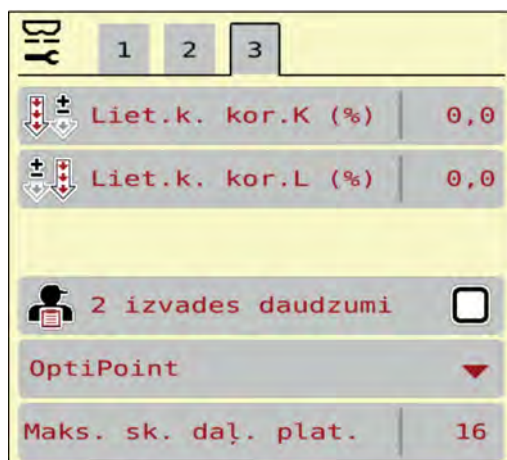 1 2 3
Liet.k. kor.K (%) 0,0
Liet.k. kor.L (%) 0,0
2 izvades daudzumi
OptiPoint
Maks. sk. daļ. plat. 16